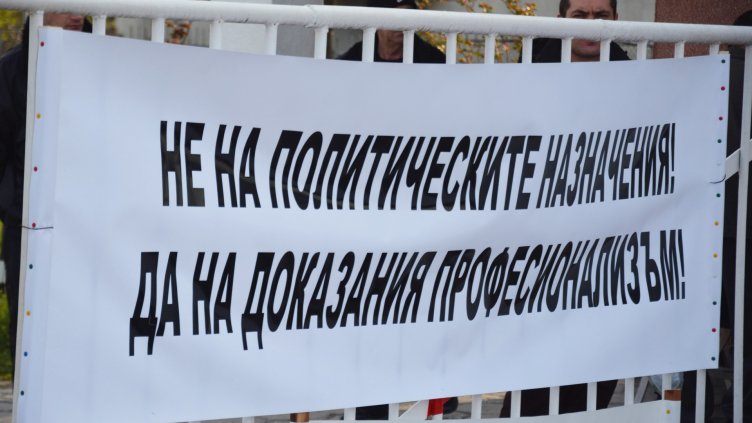 НЕ НА ПОЛИТИЧЕСКИТЕ НАЗНАЧЕНИЯ!
ДА НА ДОКАЗАНИЯ ПРОФЕСИОНАЛИЗЪМ!